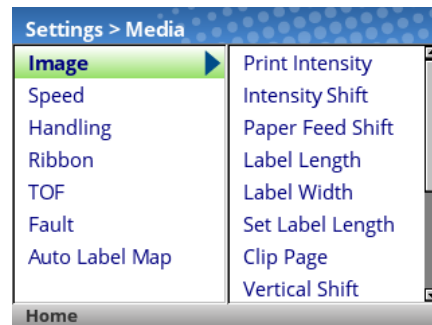 Settings > Media
Image
Speed
Handling
Ribbon
TOF
Fault
Auto Label Map
Print Intensity
Intensity Shift
Paper Feed Shift
Label Length
Label Width
Set Label Length
Clip Page
Vertical Shift
Home